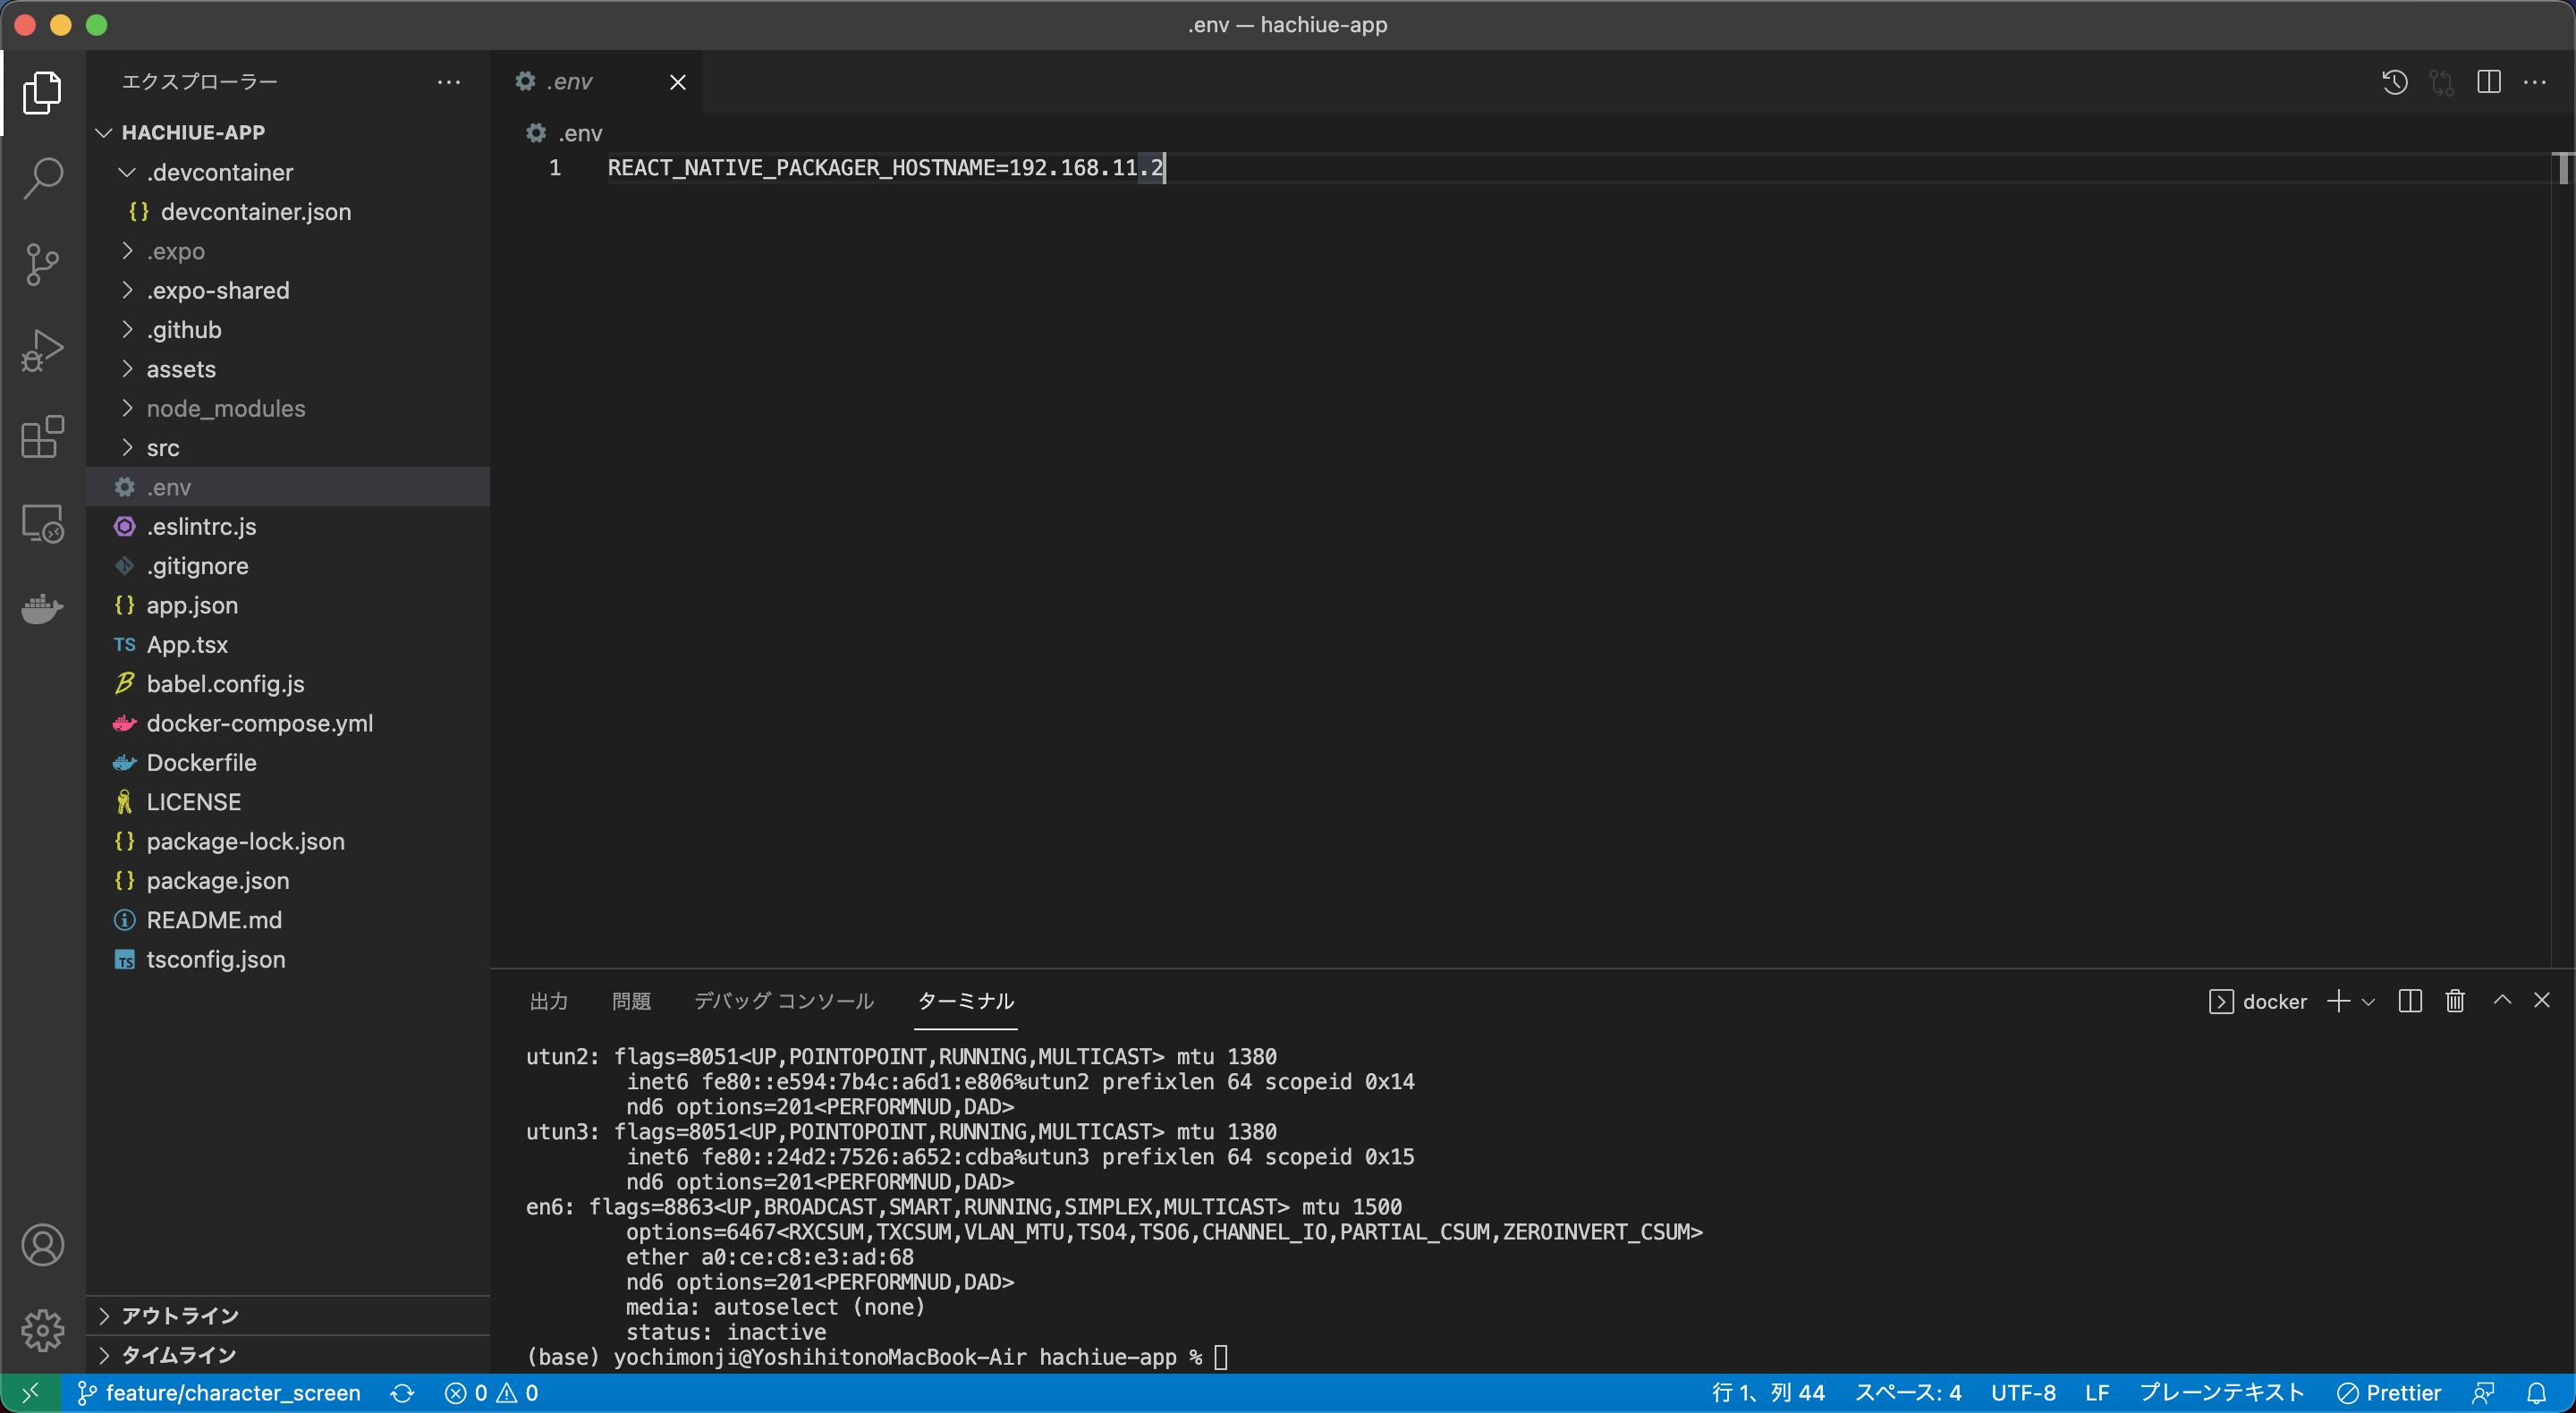 .env — hachiue-app
エクスプローラー
HACHIUE-APP
.devcontainer
{} devcontainer.json
.expo
.expo-shared
.github
assets
node_modules
src
.env
.eslintrc.js
.gitignore
{} app.json
TS App.tsx
babel.config.js
docker-compose.yml
Dockerfile
LICENSE
{} package-lock.json
{} package.json
README.md
TS tsconfig.json
アウトライン
タイムライン
.env
.env
1 REACT_NATIVE_PACKAGER_HOSTNAME=192.168.11.2
出力 問題 デバッグ コンソール ターミナル
docker
utun2: flags=8051<UP,POINTOPOINT,RUNNING,MULTICAST> mtu 1380
inet6 fe80::e594:7b4c:a6d1:e806%utun2 prefixlen 64 scopeid 0x14
nd6 options=201<PERFORMNUD,DAD>
utun3: flags=8051<UP,POINTOPOINT,RUNNING,MULTICAST> mtu 1380
inet6 fe80::24d2:7526:a652:cdba%utun3 prefixlen 64 scopeid 0x15
nd6 options=201<PERFORMNUD,DAD>
en6: flags=8863<UP,BROADCAST,SMART,RUNNING,SIMPLEX,MULTICAST> mtu 1500
options=6467<RXCSUM,TXCSUM,VLAN_MTU,TSO4,TSO6,CHANNEL_IO,PARTIAL_CSUM,ZEROINVERT_CSUM>
ether a0:ce:c8:e3:ad:68
nd6 options=201<PERFORMNUD,DAD>
media: autoselect (none)
status: inactive
(base) yochimonji@YoshihitonoMacBook-Air hachiue-app %
feature/character_screen 0 0 行 1、列 44 スペース: 4 UTF-8 LF プレーンテキスト Prettier